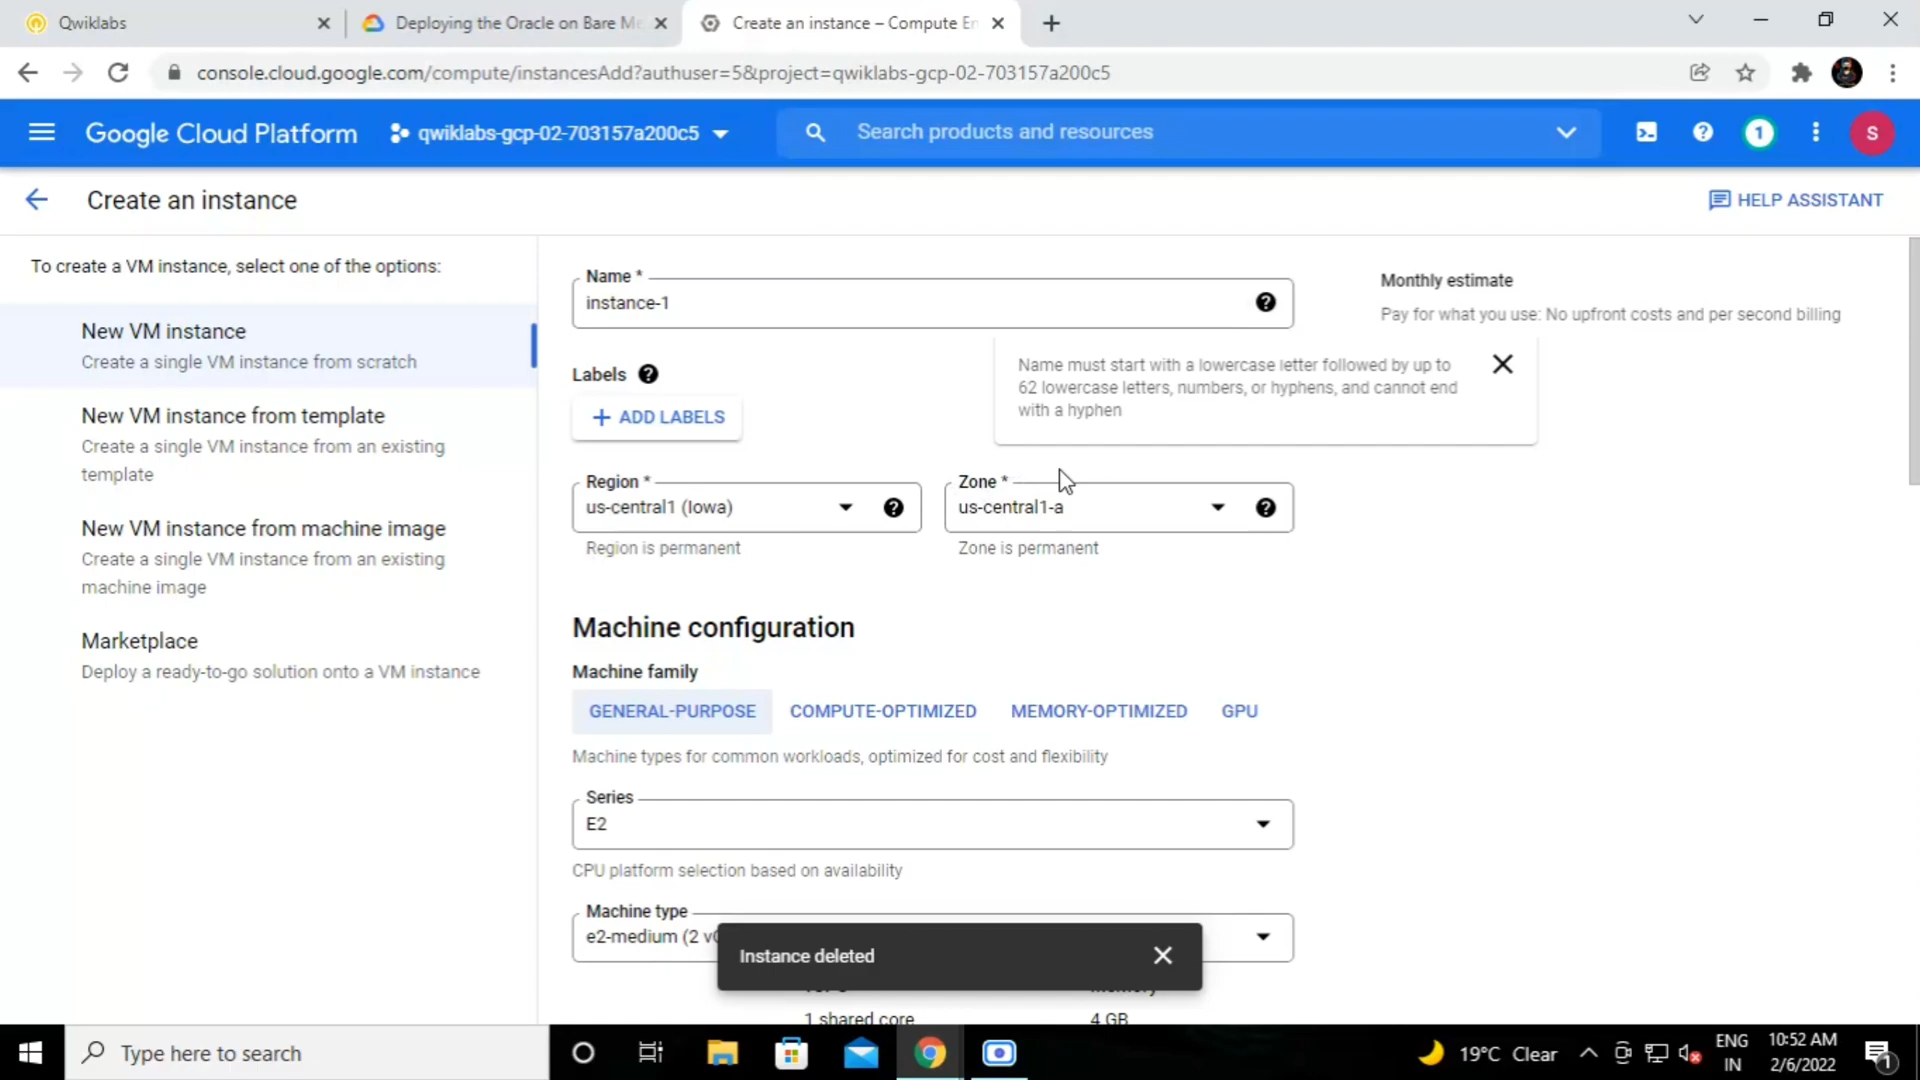 Qwiklabs
Deploying the Oracle on Bare Me
Create an instance – Compute En
console.cloud.google.com/compute/instancesAdd?authuser=5&project=qwiklabs-gcp-02-703157a200c5
Google Cloud Platform
qwiklabs-gcp-02-703157a200c5
Search products and resources
1
S
Create an instance
HELP ASSISTANT
To create a VM instance, select one of the options:
New VM instance
Create a single VM instance from scratch
New VM instance from template
Create a single VM instance from an existing
template
New VM instance from machine image
Create a single VM instance from an existing
machine image
Marketplace
Deploy a ready-to-go solution onto a VM instance
Name *
instance-1
Monthly estimate
Pay for what you use: No upfront costs and per second billing
Name must start with a lowercase letter followed by up to
62 lowercase letters, numbers, or hyphens, and cannot end
with a hyphen
Labels
+ ADD LABELS
Region *
us-central1 (Iowa)
Region is permanent
Zone *
us-central1-a
Zone is permanent
Machine configuration
Machine family
GENERAL-PURPOSE COMPUTE-OPTIMIZED MEMORY-OPTIMIZED GPU
Machine types for common workloads, optimized for cost and flexibility
Series
E2
CPU platform selection based on availability
Machine type
e2-medium (2 v
Instance deleted
1 shared core
4 GB
Type here to search
19°C Clear
ENG
IN
10:52 AM
2/6/2022
1